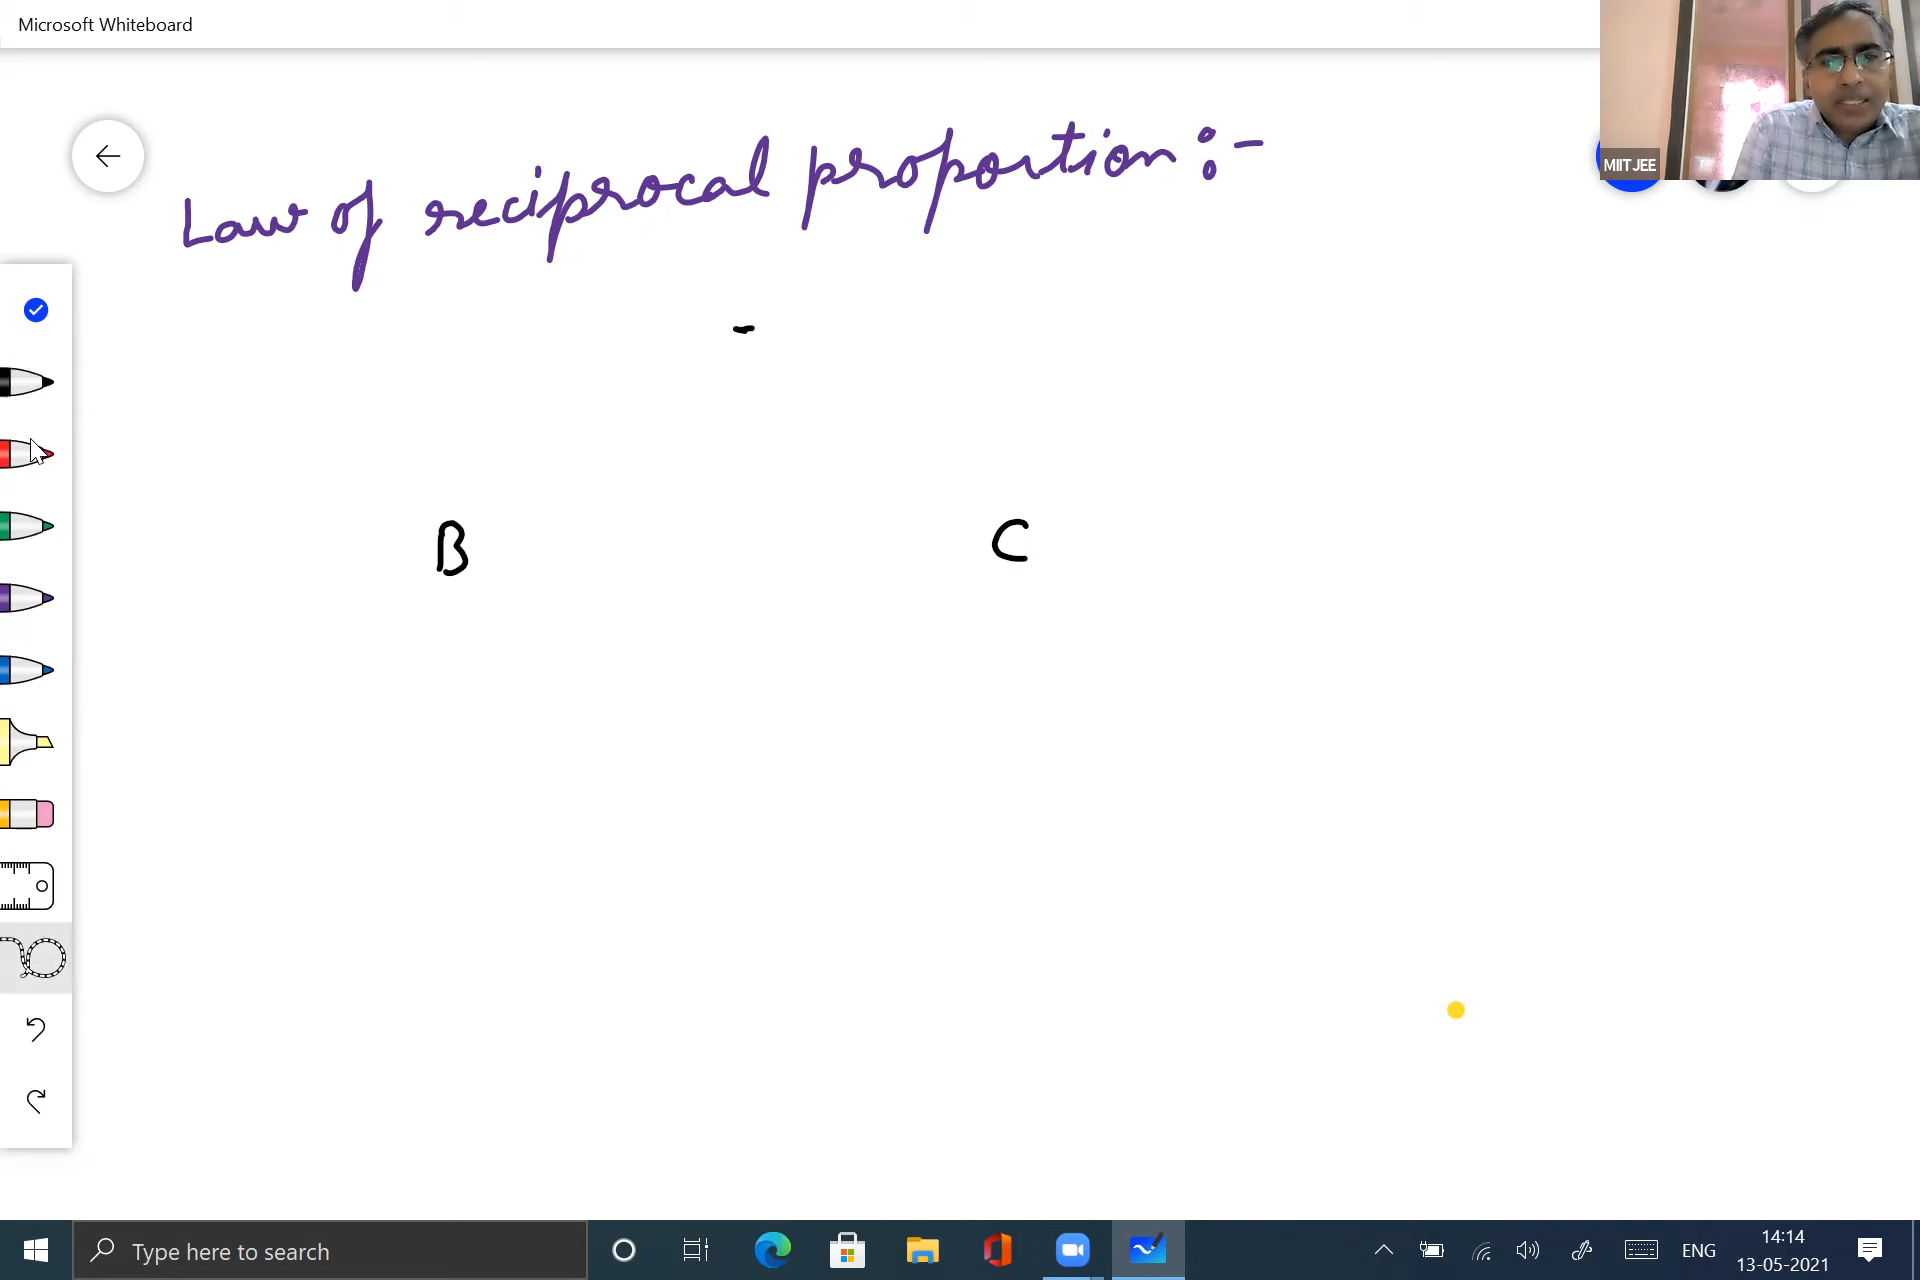 Microsoft Whiteboard
MIIT JEE
Law of reciprocal proportion :-
-
B C
Type here to search
ENG
14:14
13-05-2021